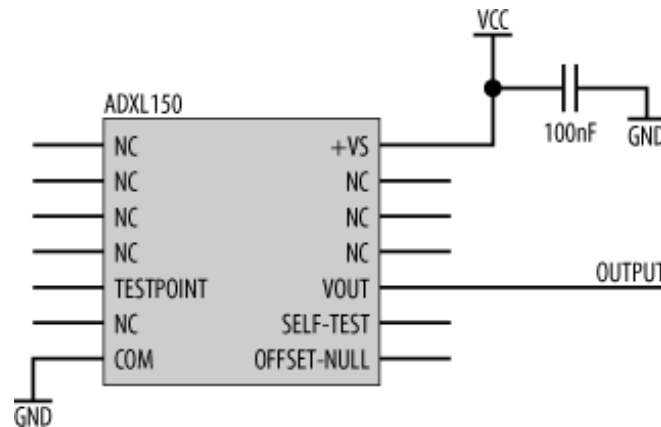 VCC
ADXL150
100nF
GND
NC +VS
NC NC
NC NC
NC NC
OUTPUT
TESTPOINT VOUT
NC SELF-TEST
COM OFFSET-NULL
GND